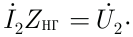 İ₂Zнг = U̇₂.